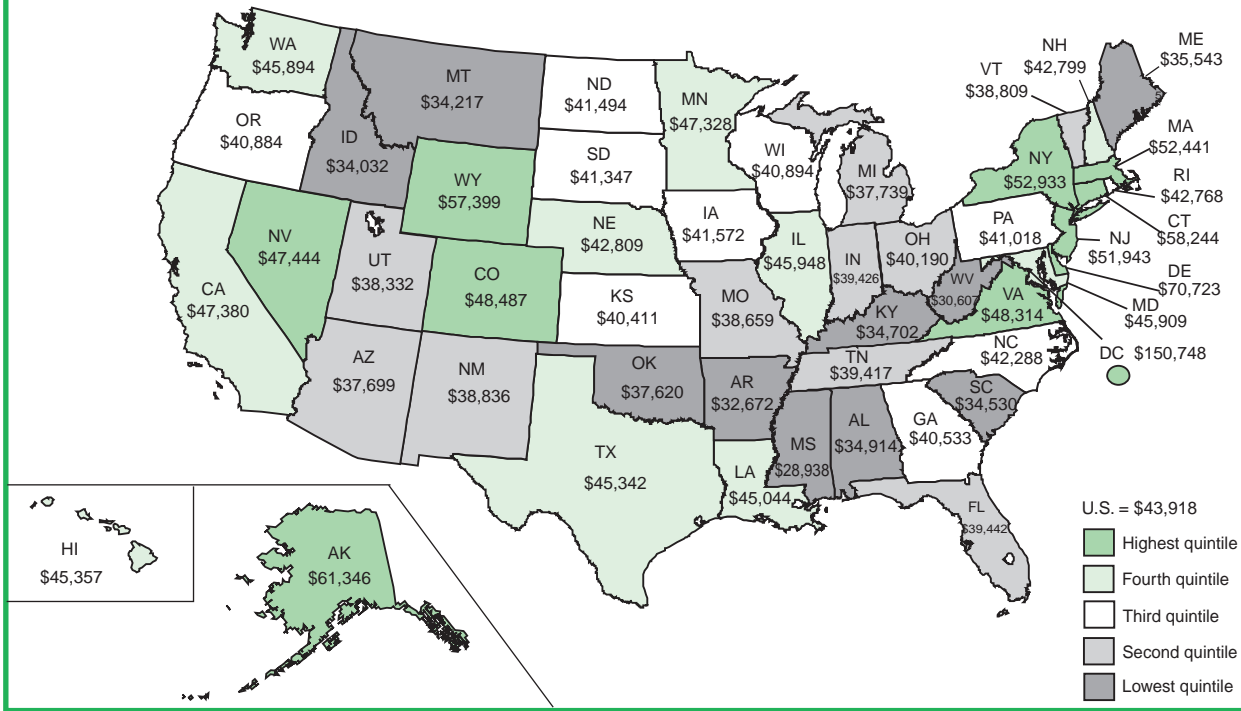 WA
$45,894
OR
$40,884
CA
$47,380
NV
$47,444
ID
$34,032
MT
$34,217
WY
$57,399
UT
$38,332
CO
$48,487
AZ
$37,699
NM
$38,836
ND
$41,494
SD
$41,347
NE
$42,809
KS
$40,411
OK
$37,620
TX
$45,342
MN
$47,328
IA
$41,572
MO
$38,659
AR
$32,672
LA
$45,044
WI
$40,894
IL
$45,948
MI
$37,739
IN
$39,426
OH
$40,190
KY
$34,702
TN
$39,417
MS
$28,938
AL
$34,914
GA
$40,533
FL
$39,442
SC
$34,530
NC
$42,288
VA
$48,314
WV
$30,607
PA
$41,018
NY
$52,933
VT
$38,809
NH
$42,799
ME
$35,543
MA
$52,441
RI
$42,768
CT
$58,244
NJ
$51,943
DE
$70,723
MD
$45,909
DC $150,748
HI
$45,357
AK
$61,346
U.S. = $43,918
Highest quintile
Fourth quintile
Third quintile
Second quintile
Lowest quintile